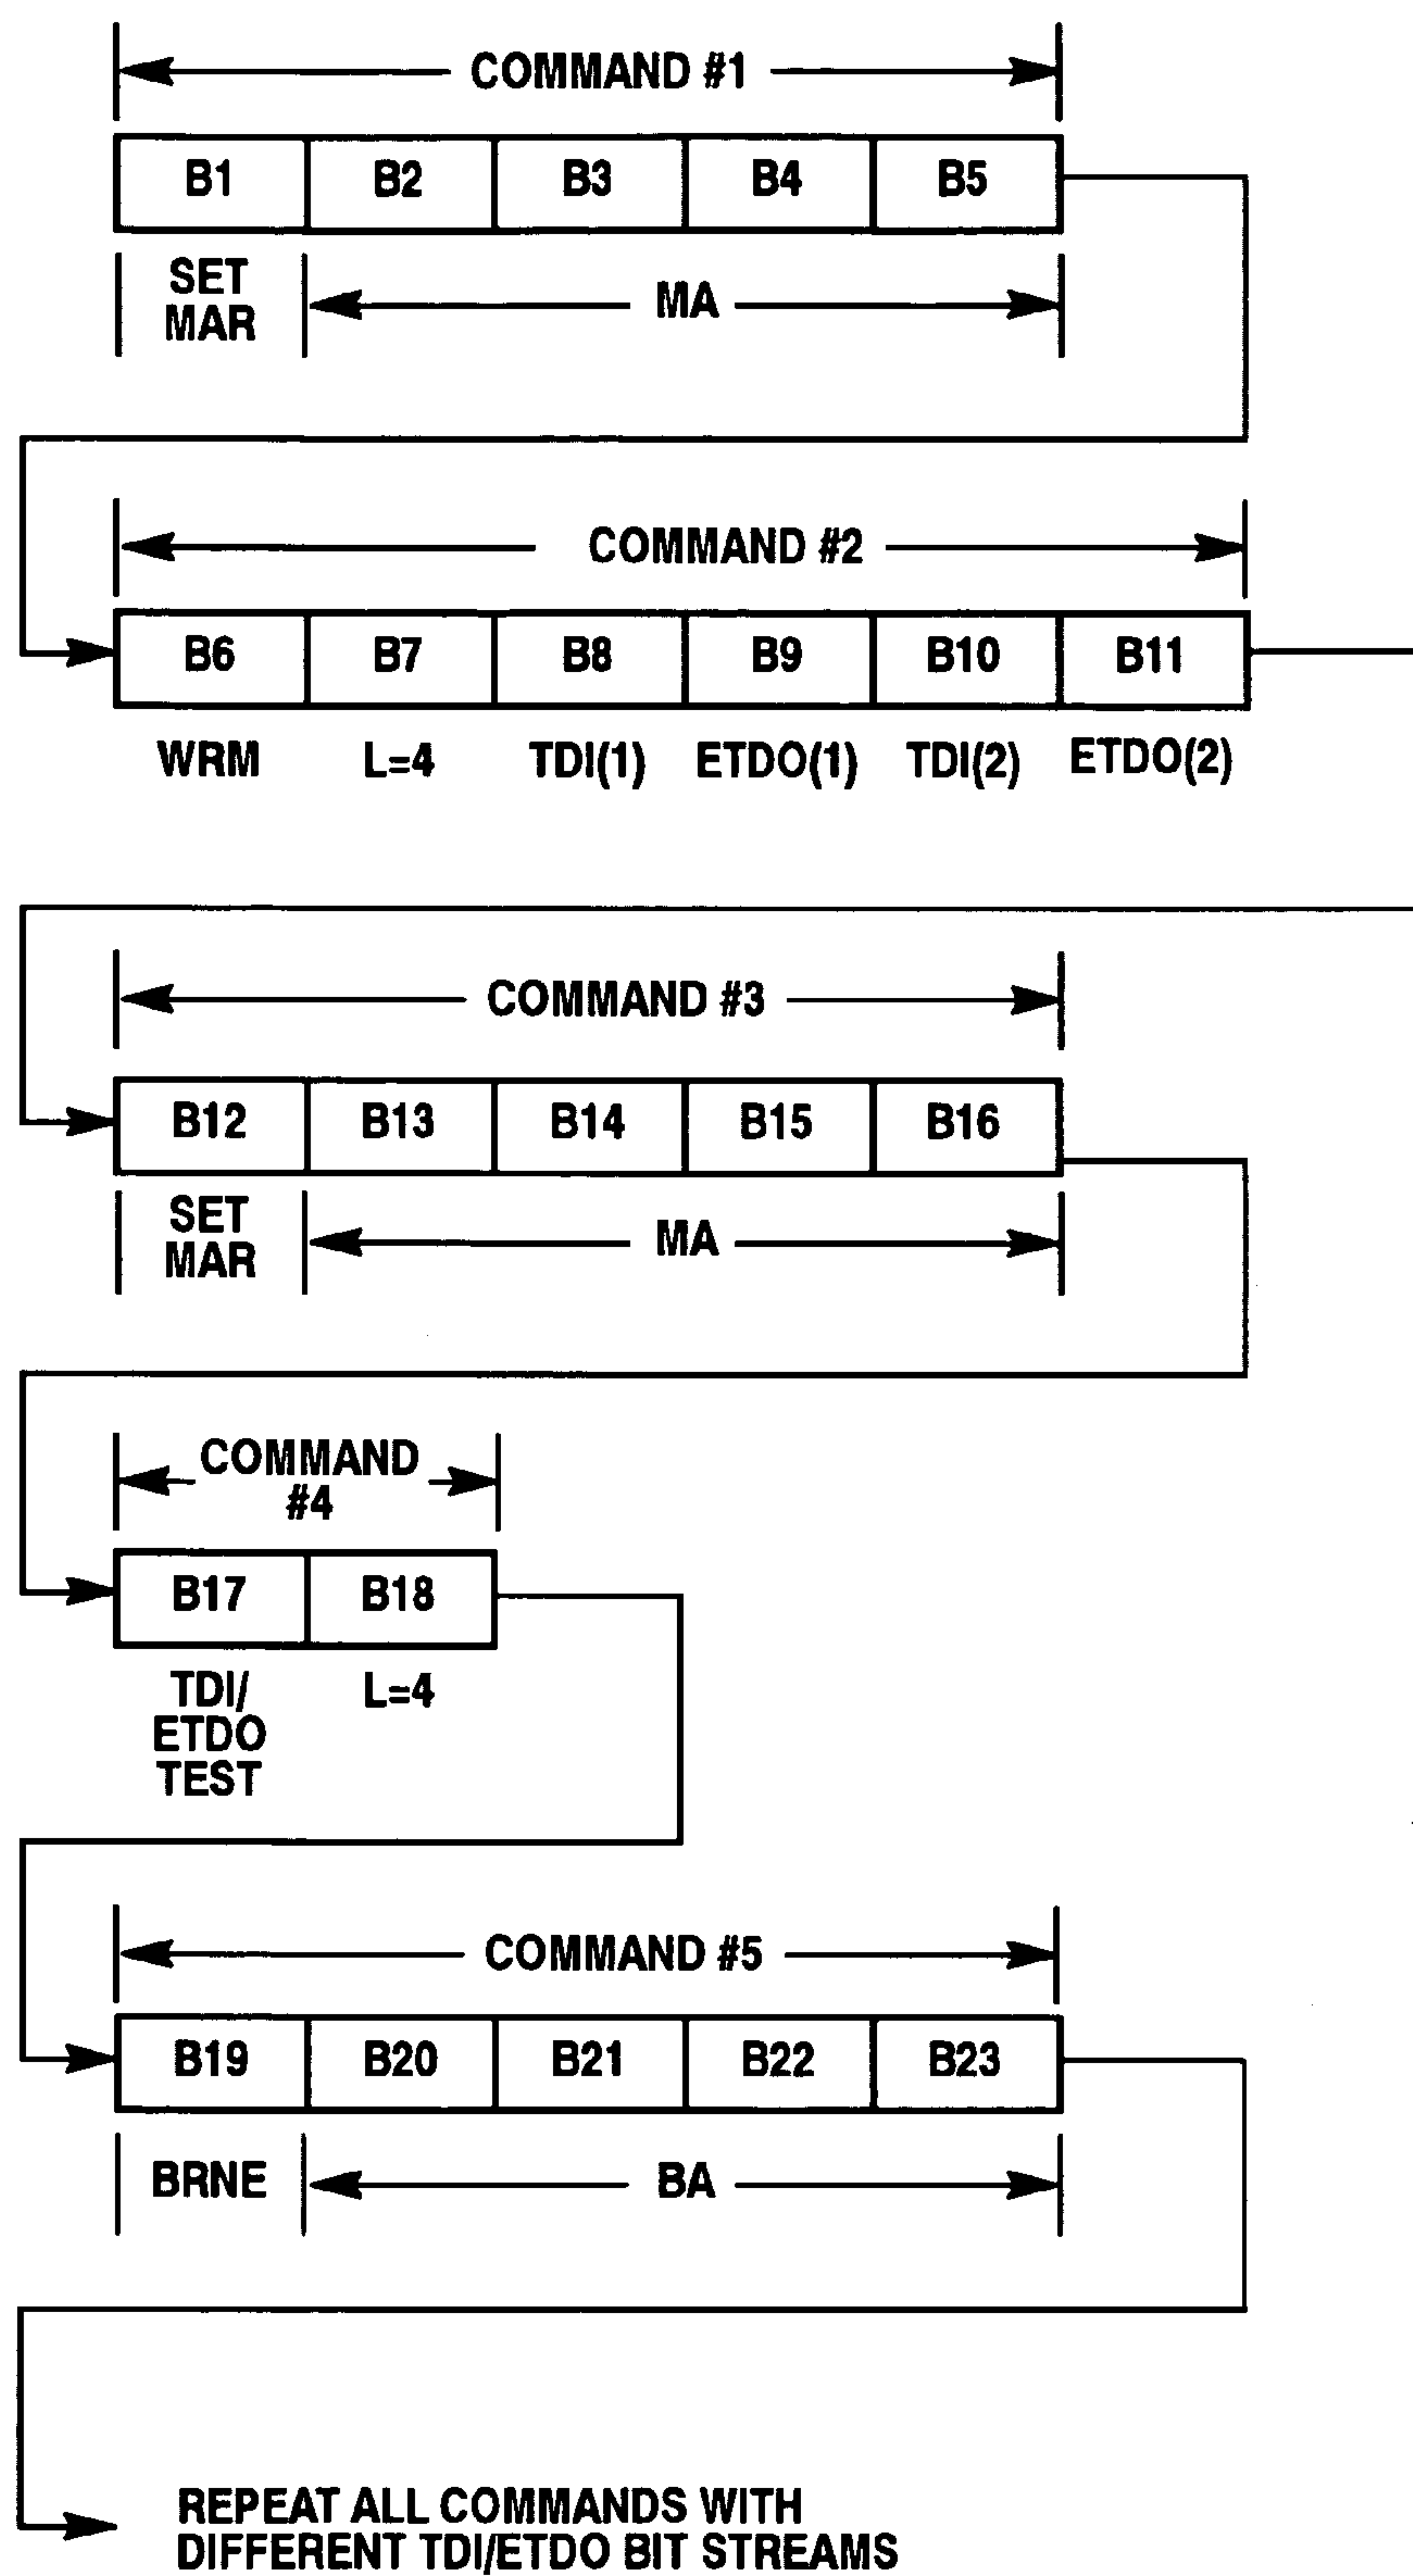 COMMAND #1
B1 B2 B3 B4 B5
SET
MAR
MA
COMMAND #2
B6 B7 B8 B9 B10 B11
WRM L=4 TDI(1) ETDO(1) TDI(2) ETDO(2)
COMMAND #3
B12 B13 B14 B15 B16
SET
MAR
MA
COMMAND
#4
B17 B18
TDI/
ETDO
TEST
L=4
COMMAND #5
B19 B20 B21 B22 B23
BRNE BA
REPEAT ALL COMMANDS WITH
DIFFERENT TDI/ETDO BIT STREAMS